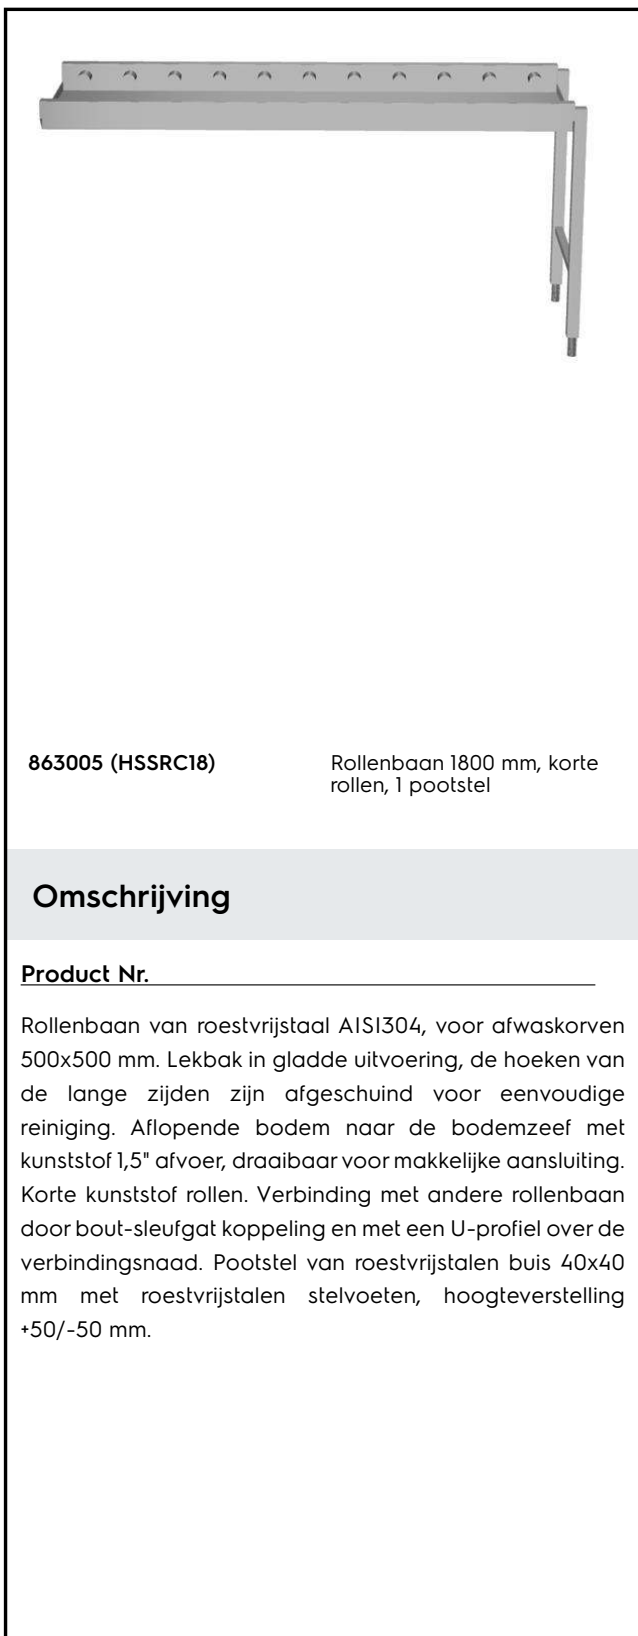 863005 (HSSRC18)
Rollenbaan 1800 mm, korte
rollen, 1 pootstel
Omschrijving
Product Nr.
Rollenbaan van roestvrijstaal AISI304, voor afwaskorven
500x500 mm. Lekbak in gladde uitvoering, de hoeken van
de lange zijden zijn afgeschuind voor eenvoudige
reiniging. Aflopende bodem naar de bodemzeef met
kunststof 1,5" afvoer, draaibaar voor makkelijke aansluiting.
Korte kunststof rollen. Verbinding met andere rollenbaan
door bout-sleufgat koppeling en met een U-profiel over de
verbindingsnaad. Pootstel van roestvrijstalen buis 40x40
mm met roestvrijstalen stelvoeten, hoogteverstelling
+50/-50 mm.